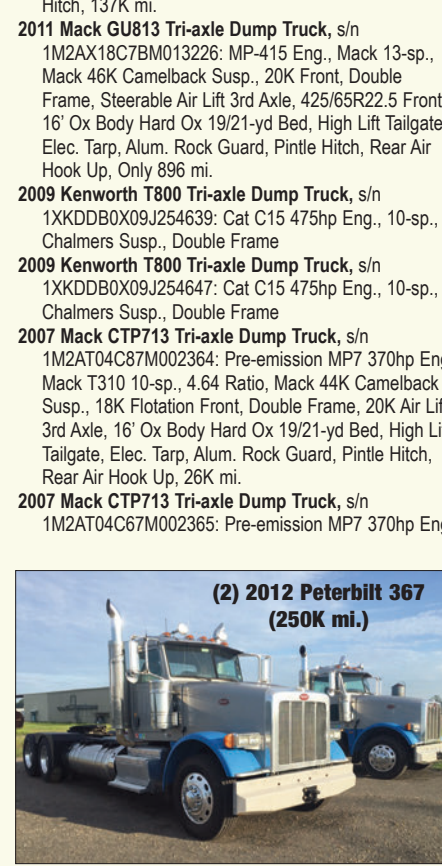 Hitch, 137K mi.
2011 Mack GU813 Tri-axle Dump Truck, s/n
1M2AX18C7BM013226: MP-415 Eng., Mack 13-sp.,
Mack 46K Camelback Susp., 20K Front, Double
Frame, Steerable Air Lift 3rd Axle, 425/65R22.5 Front
16’ Ox Body Hard Ox 19/21-yd Bed, High Lift Tailgate
Elec. Tarp, Alum. Rock Guard, Pintle Hitch, Rear Air
Hook Up, Only 896 mi.
2009 Kenworth T800 Tri-axle Dump Truck, s/n
1XKDDB0X09J254639: Cat C15 475hp Eng., 10-sp.,
Chalmers Susp., Double Frame
2009 Kenworth T800 Tri-axle Dump Truck, s/n
1XKDDB0X09J254647: Cat C15 475hp Eng., 10-sp.,
Chalmers Susp., Double Frame
2007 Mack CTP713 Tri-axle Dump Truck, s/n
1M2AT04C87M002364: Pre-emission MP7 370hp Eng
Mack T310 10-sp., 4.64 Ratio, Mack 44K Camelback
Susp., 18K Flotation Front, Double Frame, 20K Air Lif
3rd Axle, 16’ Ox Body Hard Ox 19/21-yd Bed, High Li
Tailgate, Elec. Tarp, Alum. Rock Guard, Pintle Hitch,
Rear Air Hook Up, 26K mi.
2007 Mack CTP713 Tri-axle Dump Truck, s/n
1M2AT04C67M002365: Pre-emission MP7 370hp Eng
(2) 2012 Peterbilt 367
(250K mi.)